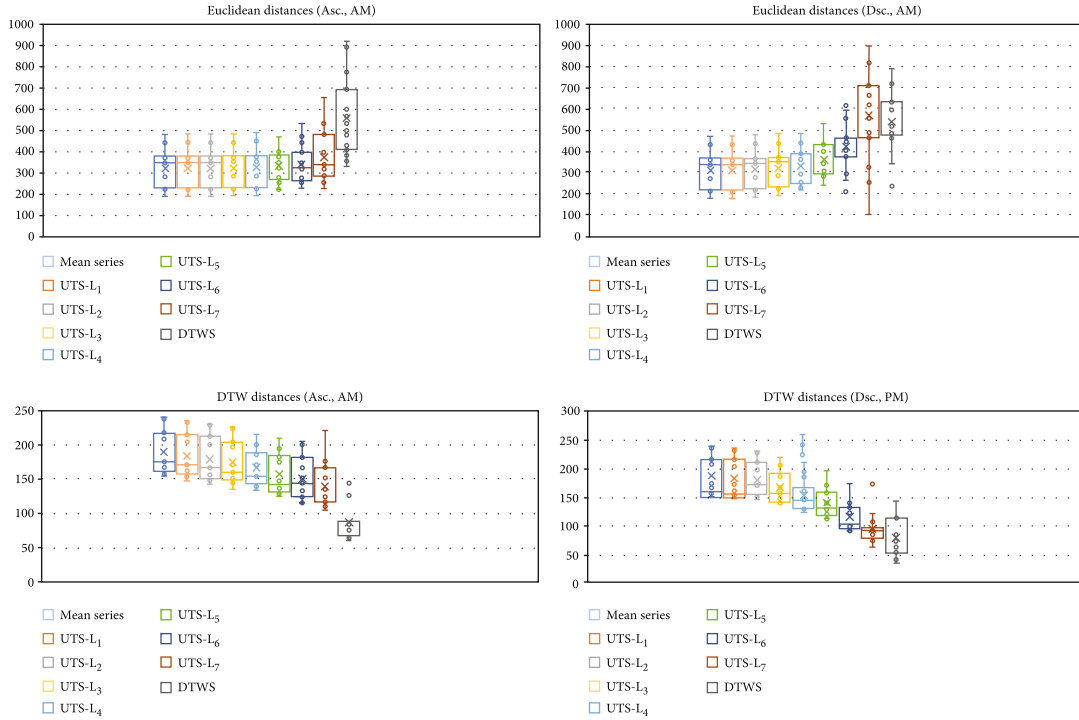 Euclidean distances (Asc., AM)
1000
900
800
700
600
500
400
300
200
100
0
Mean series
UTS-L1
UTS-L2
UTS-L3
UTS-L4
UTS-L5
UTS-L6
UTS-L7
DTWS
Euclidean distances (Dsc., AM)
1000
900
800
700
600
500
400
300
200
100
0
Mean series
UTS-L1
UTS-L2
UTS-L3
UTS-L4
UTS-L5
UTS-L6
UTS-L7
DTWS
DTW distances (Asc., AM)
250
200
150
100
50
0
Mean series
UTS-L1
UTS-L2
UTS-L3
UTS-L4
UTS-L5
UTS-L6
UTS-L7
DTWS
DTW distances (Dsc., PM)
300
250
200
150
100
50
0
Mean series
UTS-L1
UTS-L2
UTS-L3
UTS-L4
UTS-L5
UTS-L6
UTS-L7
DTWS